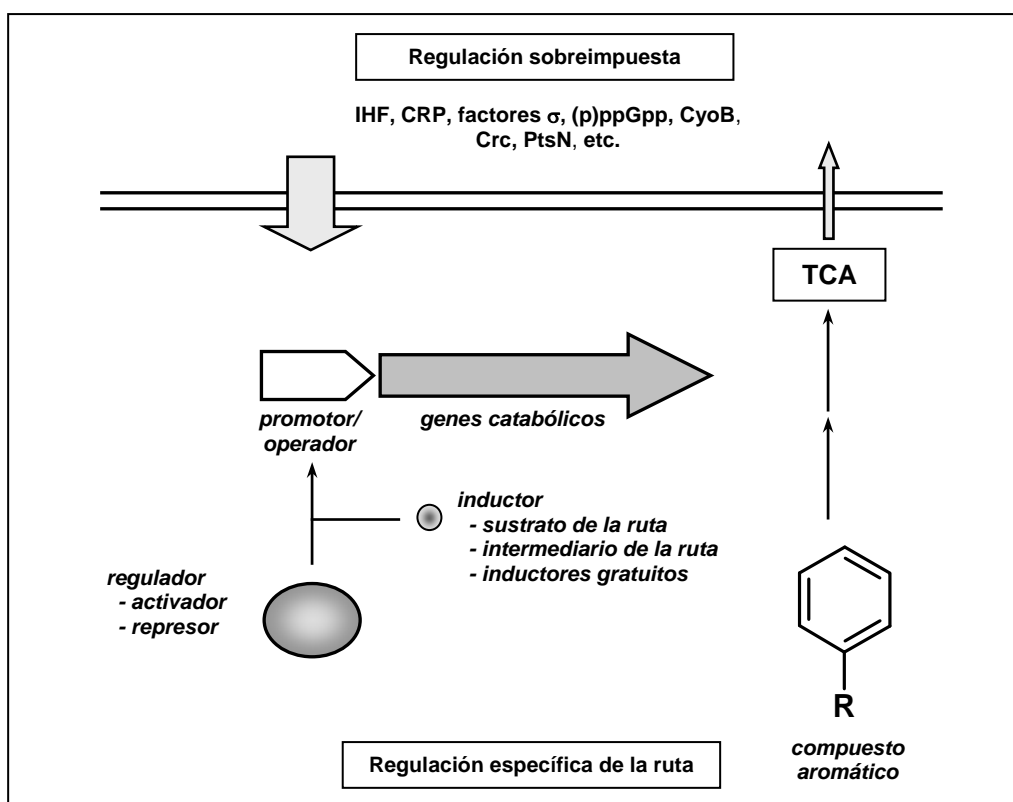 Regulación sobreimpuesta
IHF, CRP, factores σ, (p)ppGpp, CyoB,
Crc, PtsN, etc.
TCA
promotor/
operador
genes catabólicos
inductor
- sustrato de la ruta
- intermediario de la ruta
- inductores gratuitos
regulador
- activador
- represor
R
compuesto
aromático
Regulación específica de la ruta